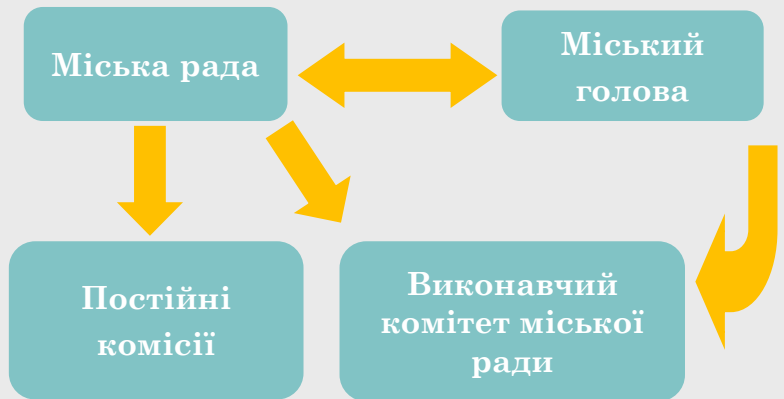 Міська рада
Міський
голова
Постійні
комісії
Виконавчий
комітет міської
ради